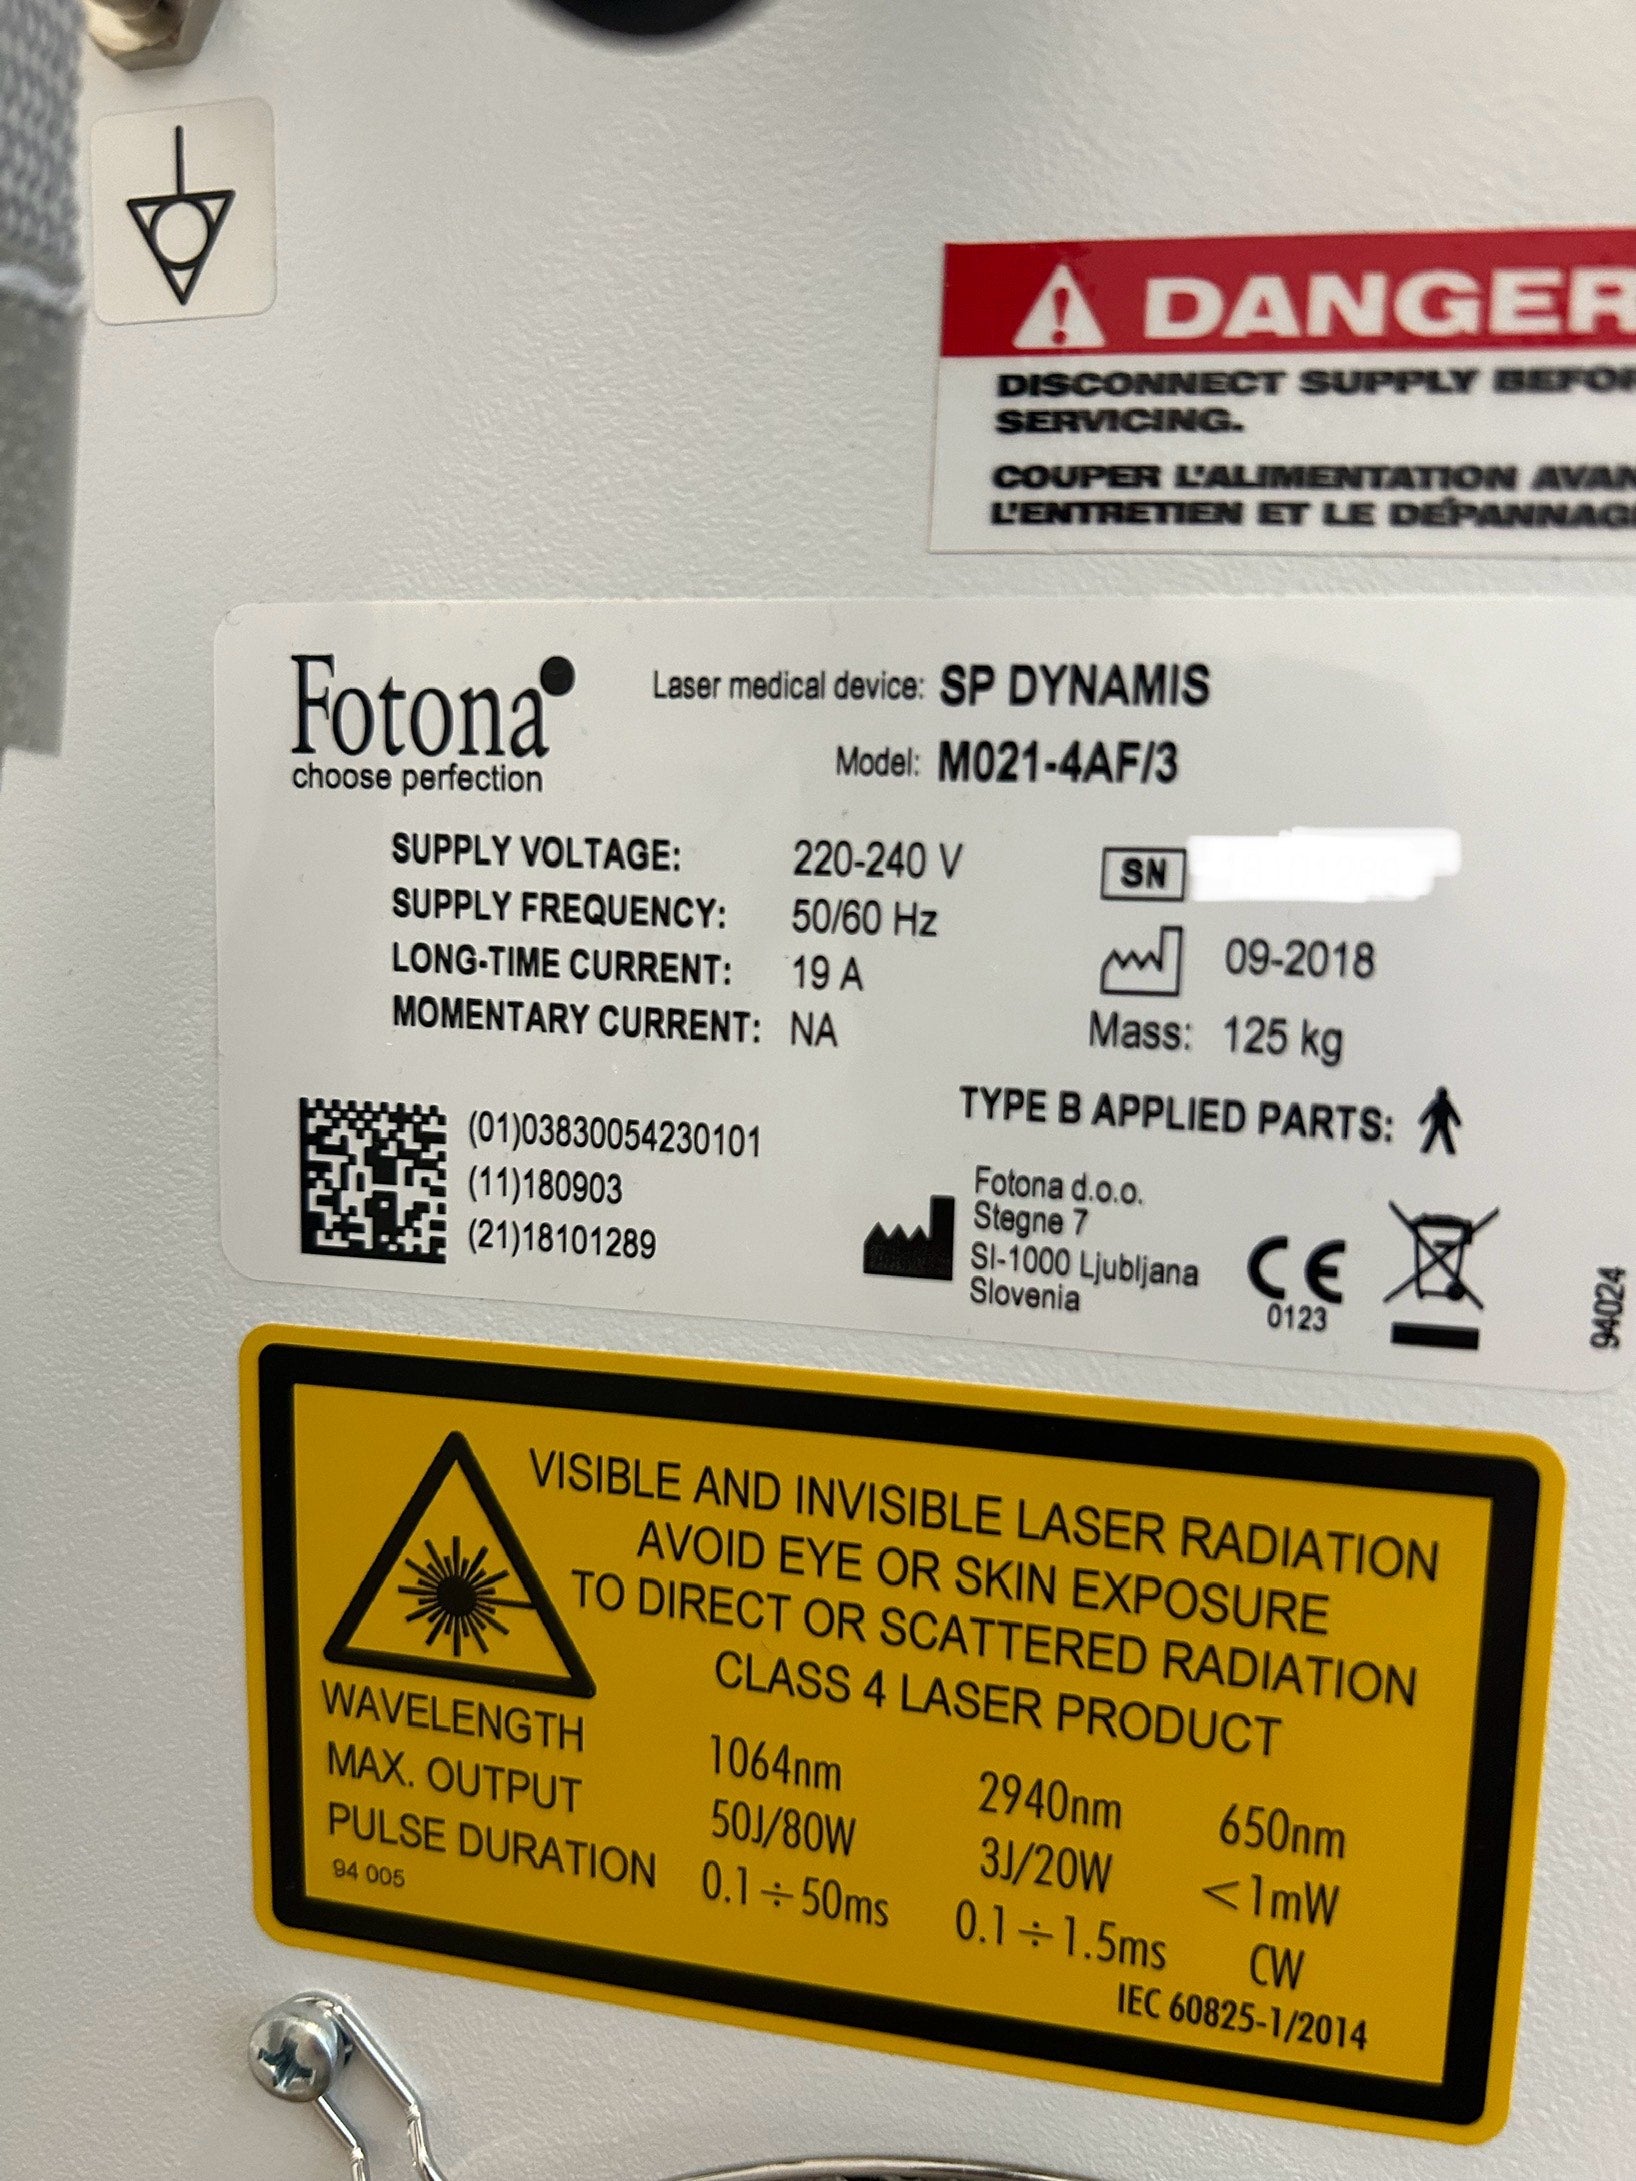 DANGER
DISCONNECT SUPPLY BEFOR
SERVICING.
COUPER L'ALIMENTATION AVAN
L'ENTRETIEN ET LE DÉPANNAG
Fotona
choose perfection
Laser medical device: SP DYNAMIS
Model: M021-4AF/3
SUPPLY VOLTAGE: 220-240 V
SUPPLY FREQUENCY: 50/60 Hz
LONG-TIME CURRENT: 19 A
MOMENTARY CURRENT: NA
SN
09-2018
Mass: 125 kg
TYPE B APPLIED PARTS:
(01)03830054230101
(11)180903
(21)18101289
Fotona d.o.o.
Stegne 7
SI-1000 Ljubljana
Slovenia
CE
0123
94024
VISIBLE AND INVISIBLE LASER RADIATION
AVOID EYE OR SKIN EXPOSURE
TO DIRECT OR SCATTERED RADIATION
CLASS 4 LASER PRODUCT
WAVELENGTH 1064nm 2940nm 650nm
MAX. OUTPUT 50J/80W 3J/20W <1mW
PULSE DURATION 0.1÷50ms 0.1÷1.5ms CW
94 005
IEC 60825-1/2014